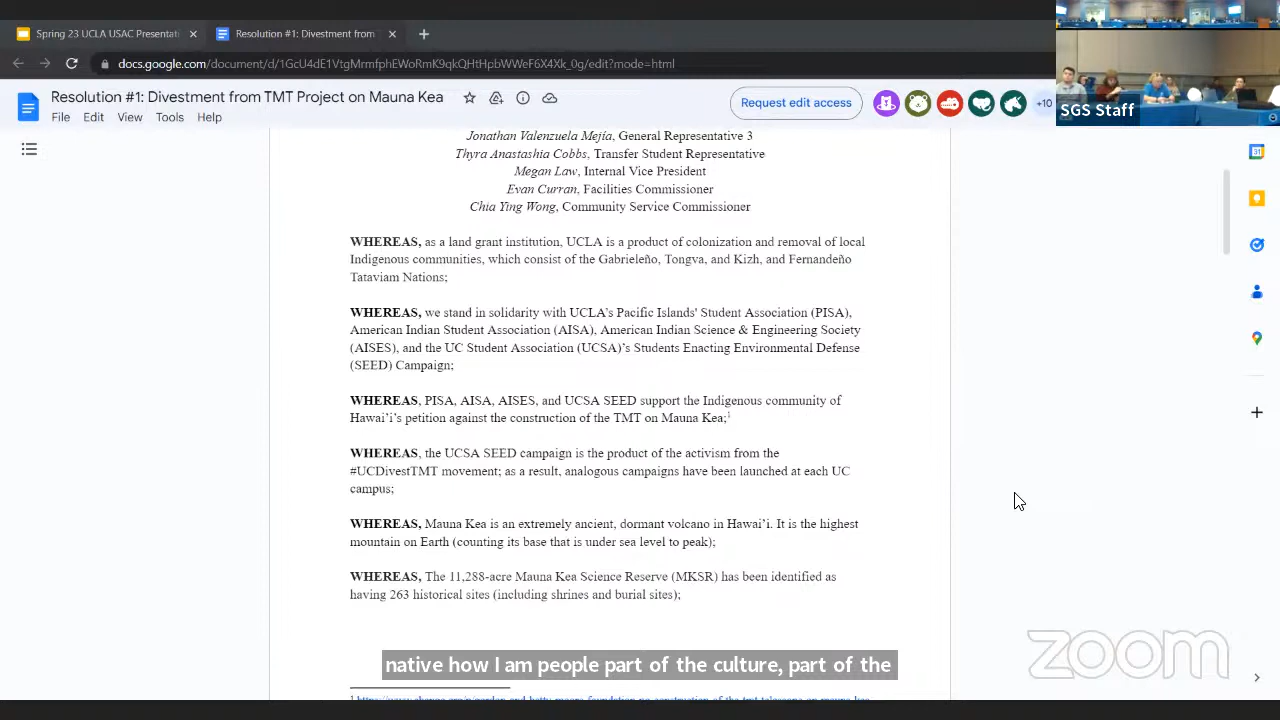 Spring 23 UCLA USAC Presentati
Resolution #1: Divestment from
docs.google.com/document/d/1GcU4dE1VtgMrmfphEWoRmK9qkQHtHpbWWeF6X4Xk_0g/edit?mode=html
Resolution #1: Divestment from TMT Project on Mauna Kea
Request edit access
+10
SGS Staff
File Edit View Tools Help
31
Jonathan Valenzuela Mejía, General Representative 3
Thyra Anastashia Cobbs, Transfer Student Representative
Megan Law, Internal Vice President
Evan Curran, Facilities Commissioner
Chia Ying Wong, Community Service Commissioner
WHEREAS, as a land grant institution, UCLA is a product of colonization and removal of local
Indigenous communities, which consist of the Gabrieleño, Tongva, and Kizh, and Fernandeño
Tataviam Nations;
WHEREAS, we stand in solidarity with UCLA's Pacific Islands' Student Association (PISA),
American Indian Student Association (AISA), American Indian Science & Engineering Society
(AISES), and the UC Student Association (UCSA)'s Students Enacting Environmental Defense
(SEED) Campaign;
WHEREAS, PISA, AISA, AISES, and UCSA SEED support the Indigenous community of
Hawai'i's petition against the construction of the TMT on Mauna Kea;1
WHEREAS, the UCSA SEED campaign is the product of the activism from the
#UCDivestTMT movement; as a result, analogous campaigns have been launched at each UC
campus;
WHEREAS, Mauna Kea is an extremely ancient, dormant volcano in Hawai'i. It is the highest
mountain on Earth (counting its base that is under sea level to peak);
WHEREAS, The 11,288-acre Mauna Kea Science Reserve (MKSR) has been identified as
having 263 historical sites (including shrines and burial sites);
native how I am people part of the culture, part of the
zoom